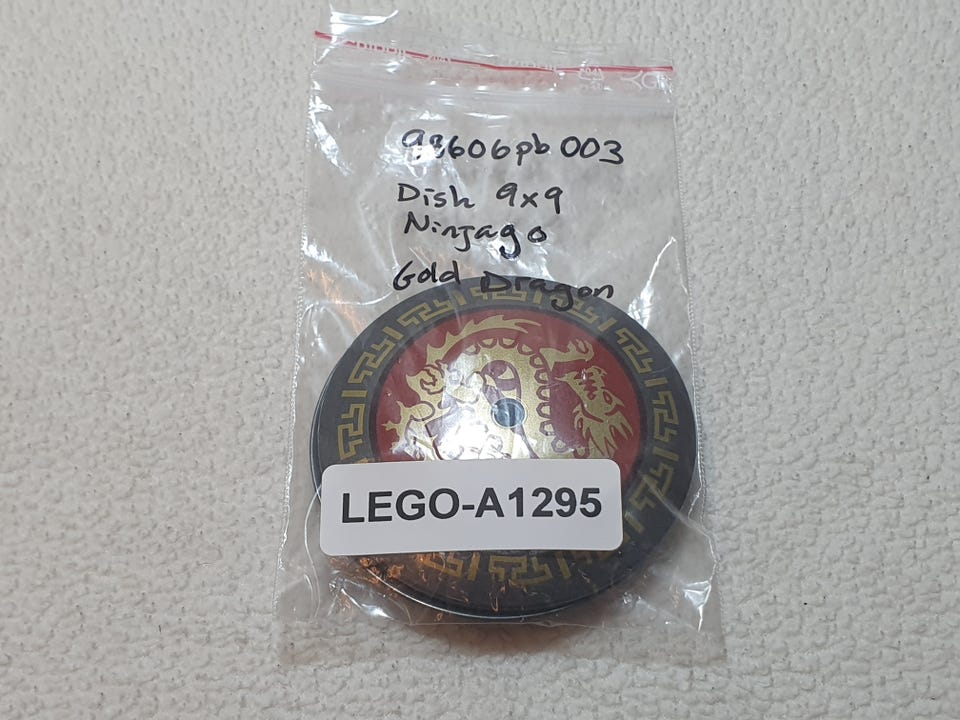 98606pb003
Dish 9x9
Ninjago
Gold Dragon
LEGO-A1295